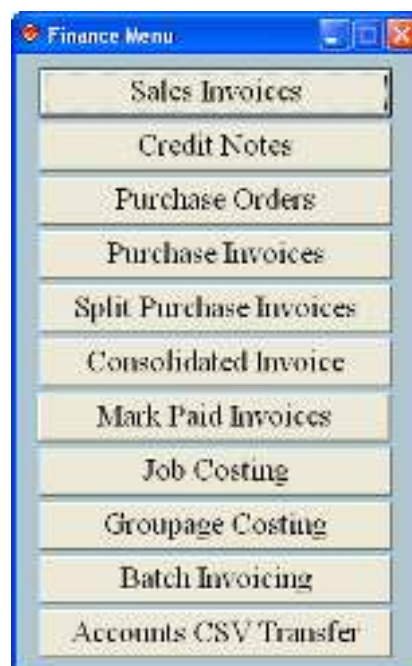 Finance Menu
Sales Invoices
Credit Notes
Purchase Orders
Purchase Invoices
Split Purchase Invoices
Consolidated Invoice
Mark Paid Invoices
Job Costing
Groupage Costing
Batch Invoicing
Accounts CSV Transfer